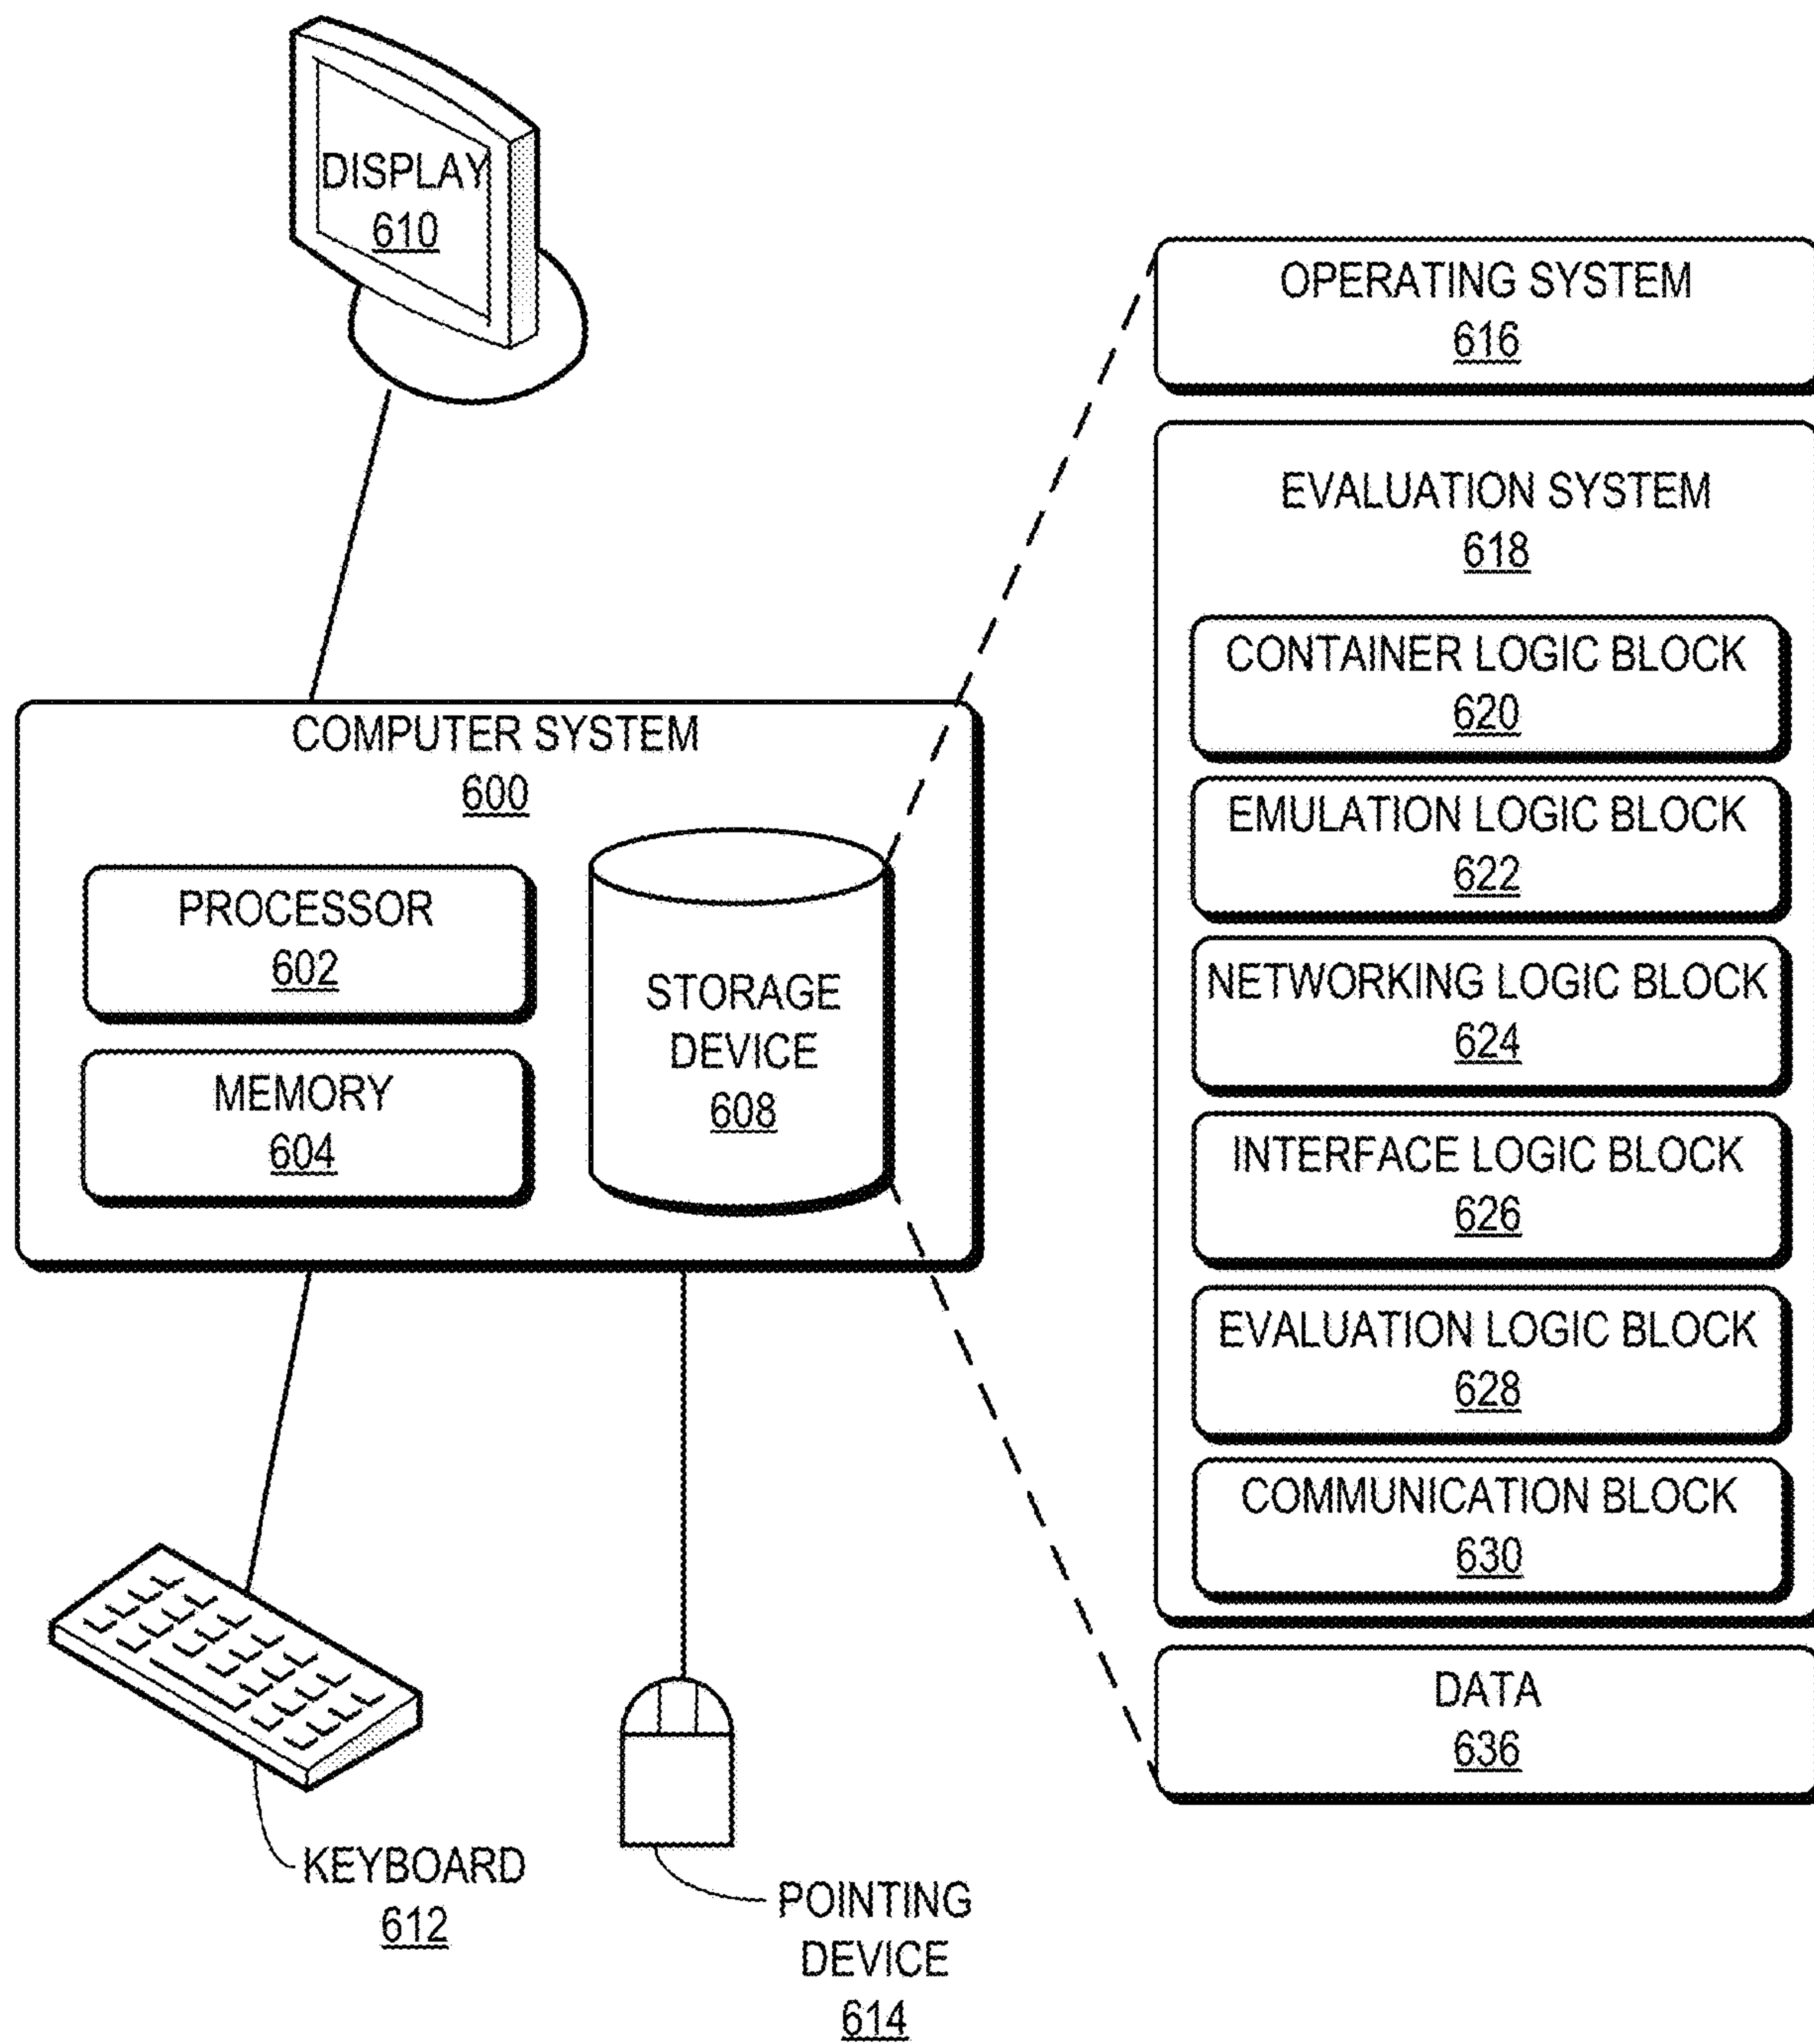 DISPLAY
610
OPERATING SYSTEM
616
EVALUATION SYSTEM
618
CONTAINER LOGIC BLOCK
620
EMULATION LOGIC BLOCK
622
NETWORKING LOGIC BLOCK
624
INTERFACE LOGIC BLOCK
626
EVALUATION LOGIC BLOCK
628
COMMUNICATION BLOCK
630
DATA
636
COMPUTER SYSTEM
600
PROCESSOR
602
MEMORY
604
STORAGE
DEVICE
608
KEYBOARD
612
POINTING
DEVICE
614